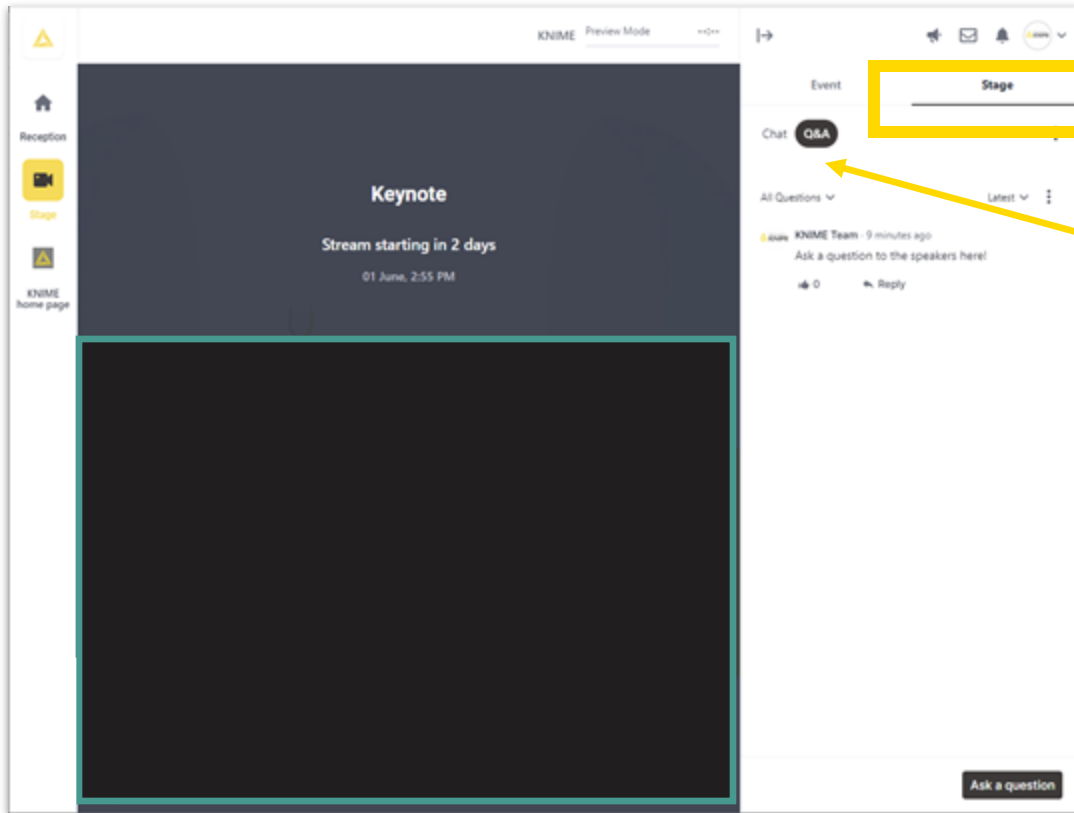 KNIME Preview Mode --:--
Reception
Stage
KNIME
home page
Keynote
Stream starting in 2 days
01 June, 2:55 PM
Event Stage
Chat Q&A
All Questions Latest
KNIME Team · 9 minutes ago
Ask a question to the speakers here!
0 Reply
Ask a question